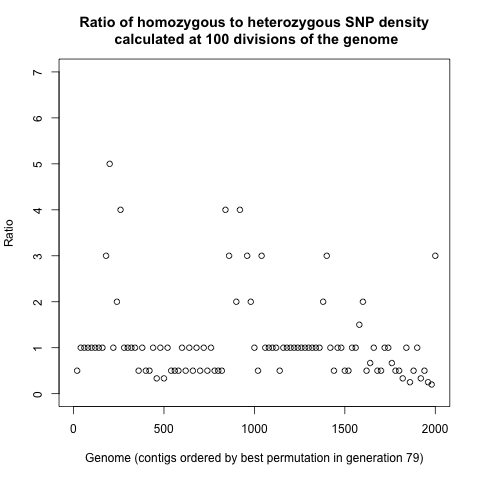 Ratio of homozygous to heterozygous SNP density
calculated at 100 divisions of the genome
7
6
5
4
3
2
1
0
Ratio
0 500 1000 1500 2000
Genome (contigs ordered by best permutation in generation 79)